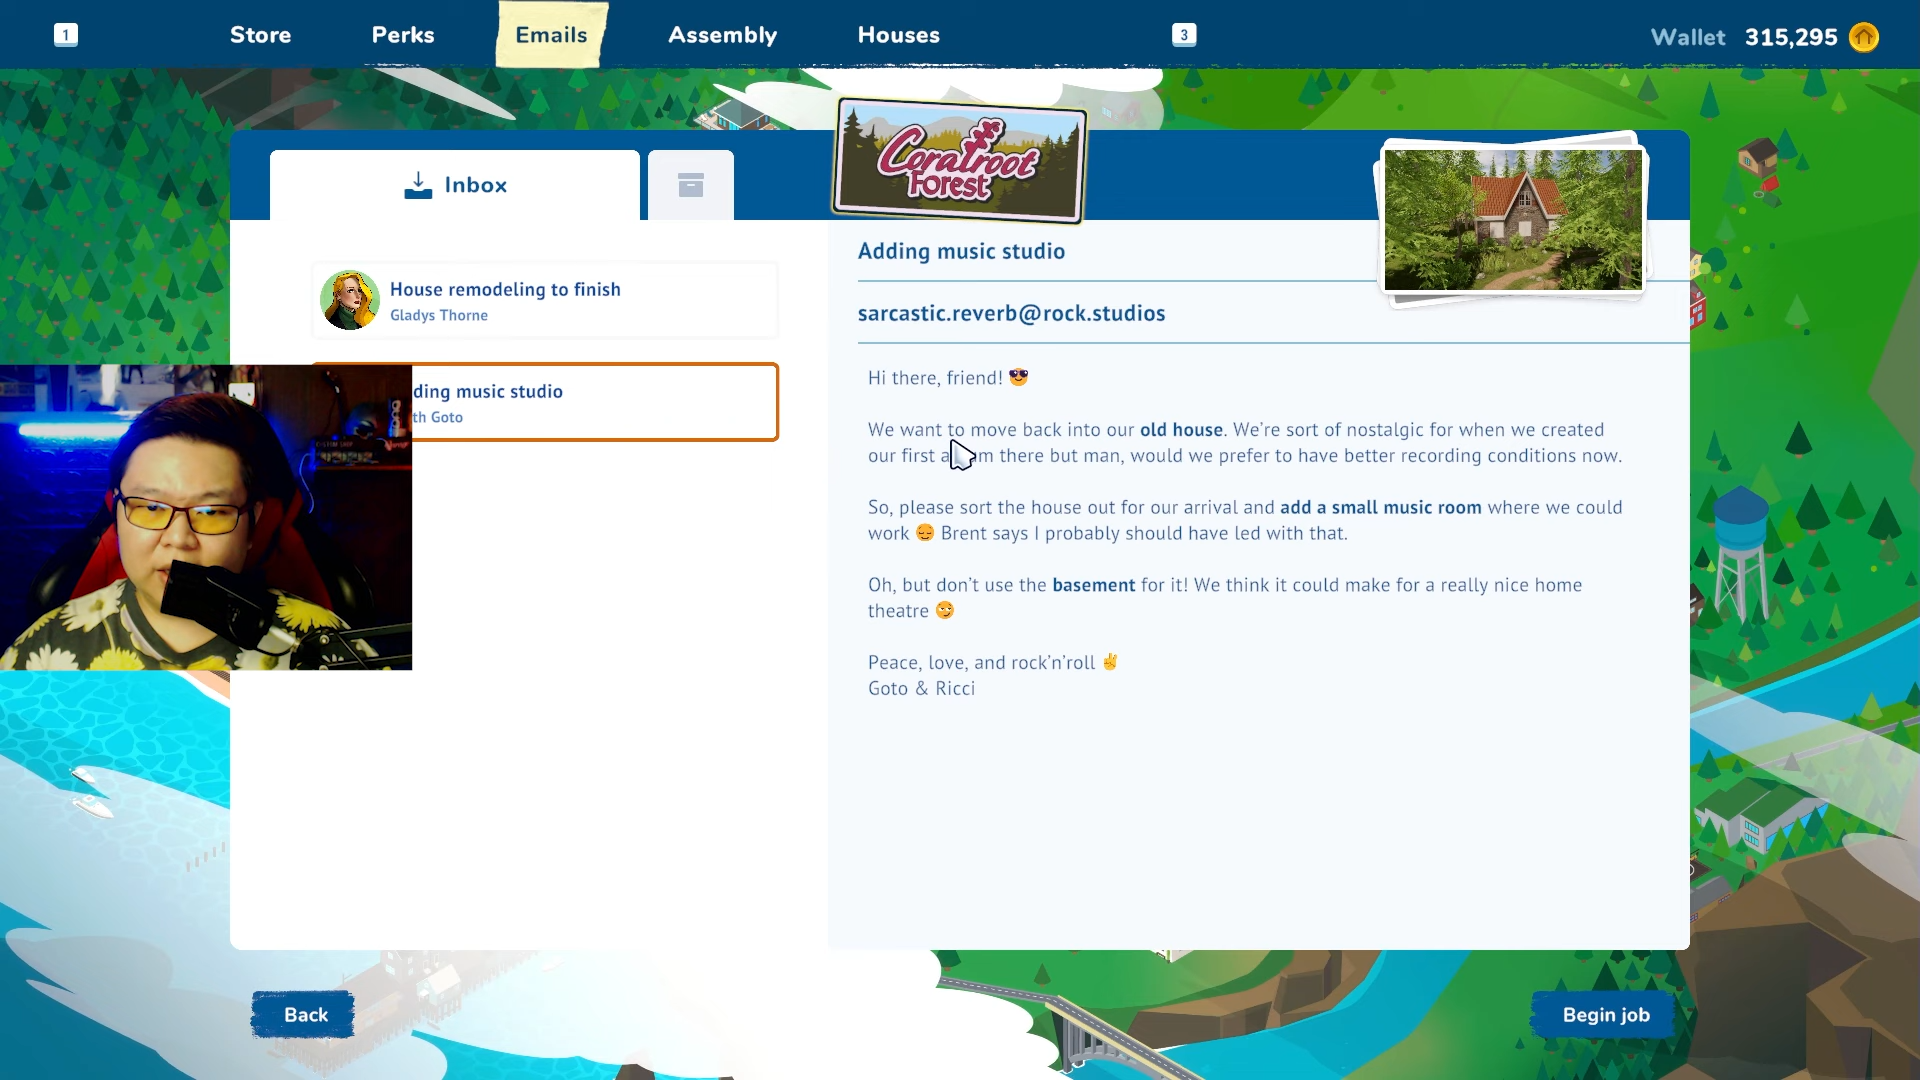 1
Store
Perks
Emails
Assembly
Houses
3
Wallet 315,295
Inbox
Coralroot
Forest
House remodeling to finish
Gladys Thorne
ding music studio
th Goto
Adding music studio
sarcastic.reverb@rock.studios
Hi there, friend! 😎
We want to move back into our old house. We're sort of nostalgic for when we created
our first a m there but man, would we prefer to have better recording conditions now.
So, please sort the house out for our arrival and add a small music room where we could
work 😌 Brent says I probably should have led with that.
Oh, but don't use the basement for it! We think it could make for a really nice home
theatre 😏
Peace, love, and rock'n'roll ✌
Goto & Ricci
Back
Begin job